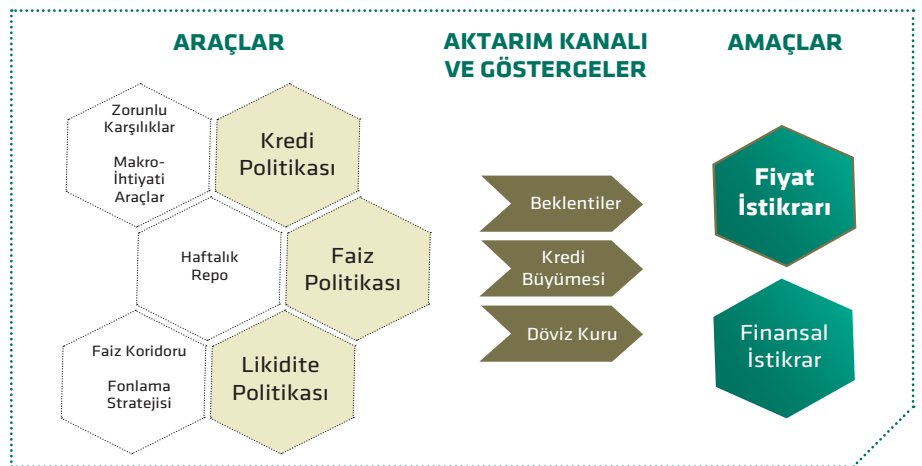 ARAÇLAR
Zorunlu
Karşılıklar
Makro-
İhtiyati
Araçlar
Kredi
Politikası
Haftalık
Repo
Faiz
Politikası
Faiz Koridoru
Fonlama
Stratejisi
Likidite
Politikası
AKTARIM KANALI
VE GÖSTERGELER
Beklentiler
Kredi
Büyümesi
Döviz Kuru
AMAÇLAR
Fiyat
İstikrarı
Finansal
İstikrar